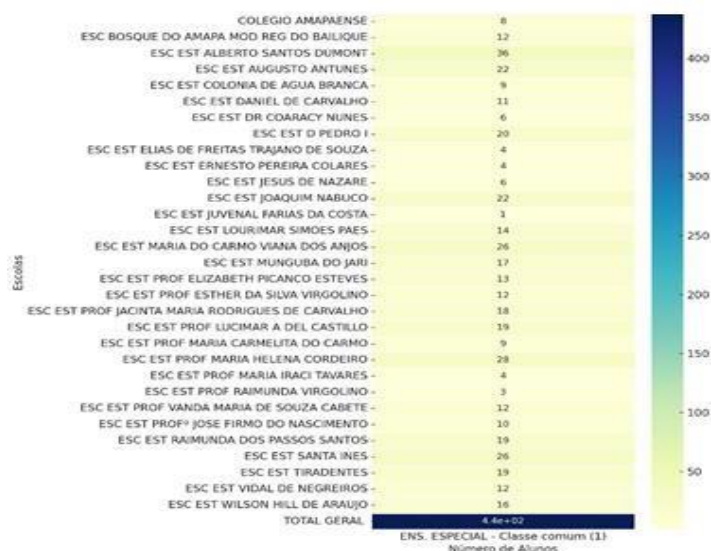 COLEGIO AMAPAENSE 8
ESC BOSQUE DO AMAPA MOD REG DO BAILIQUE 12
ESC EST ALBERTO SANTOS DUMONT 36
ESC EST AUGUSTO ANTUNES 22
ESC EST COLONIA DE AGUA BRANCA 9
ESC EST DANIEL DE CARVALHO 11
ESC EST DR COARACY NUNES 6
ESC EST D PEDRO I 20
ESC EST ELIAS DE FREITAS TRAJANO DE SOUZA 4
ESC EST ERNESTO PEREIRA COLARES 4
ESC EST JESUS DE NAZARE 6
ESC EST JOAQUIM NABUCO 22
ESC EST JUVENAL FARIAS DA COSTA 1
ESC EST LOURIMAR SIMOES PAES 14
ESC EST MARIA DO CARMO VIANA DOS ANJOS 26
ESC EST MUNGUBA DO JARI 17
ESC EST PROF ELIZABETH PICANCO ESTEVES 13
ESC EST PROF ESTHER DA SILVA VIRGOLINO 12
ESC EST PROF JACINTA MARIA RODRIGUES DE CARVALHO 18
ESC EST PROF LUCIMAR A DEL CASTILLO 19
ESC EST PROF MARIA CARMELITA DO CARMO 9
ESC EST PROF MARIA HELENA CORDEIRO 28
ESC EST PROF MARIA IRACI TAVARES 4
ESC EST PROF RAIMUNDA VIRGOLINO 3
ESC EST PROF VANDA MARIA DE SOUZA CABETE 12
ESC EST PROFº JOSE FIRMO DO NASCIMENTO 10
ESC EST RAIMUNDA DOS PASSOS SANTOS 19
ESC EST SANTA INES 26
ESC EST TIRADENTES 19
ESC EST VIDAL DE NEGREIROS 12
ESC EST WILSON HILL DE ARAUJO 16
TOTAL GERAL 4.4e+02
Escolas
ENS. ESPECIAL - Classe comum (1)
Número de Alunos
400
350
300
250
200
150
100
50